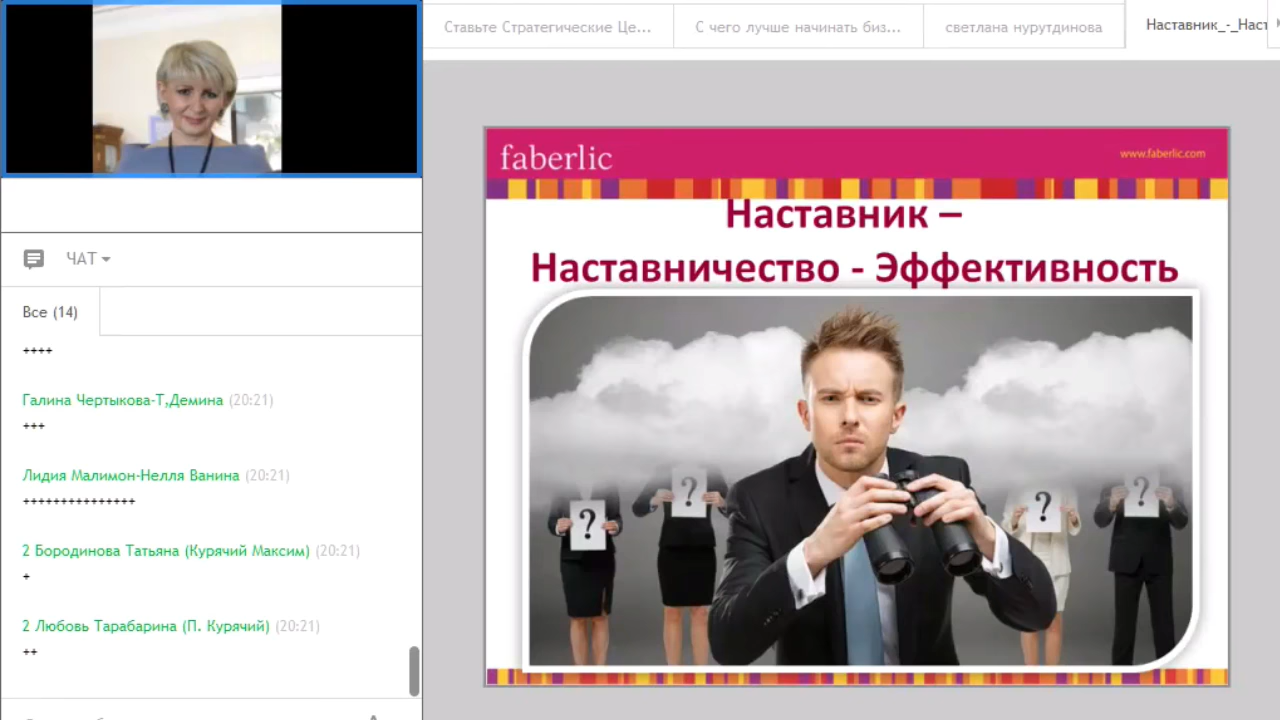 Ставьте Стратегические Це...
С чего лучше начинать биз...
светлана нурутдинова
Наставник_-_Наст
ЧАТ
Все (14)
++++
Галина Чертыкова-Т,Демина (20:21)
+++
Лидия Малимон-Нелля Ванина (20:21)
+++++++++++++++
2 Бородинова Татьяна (Курячий Максим) (20:21)
+
2 Любовь Тарабарина (П. Курячий) (20:21)
++
faberlic
www.faberlic.com
Наставник –
Наставничество - Эффективность
?
?
?
?